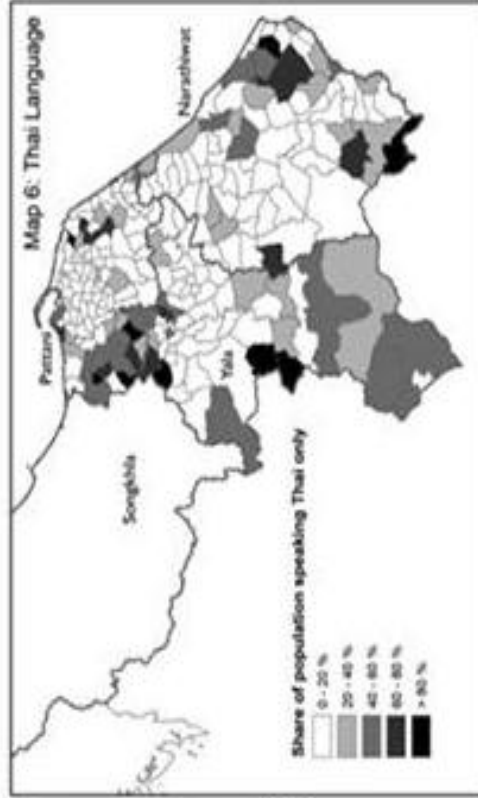 Map 6: Thai Language
Pattani
Narathiwat
Songkhla
Yala
Share of population speaking Thai only
0 - 20 %
20 - 40 %
40 - 60 %
60 - 80 %
> 80 %